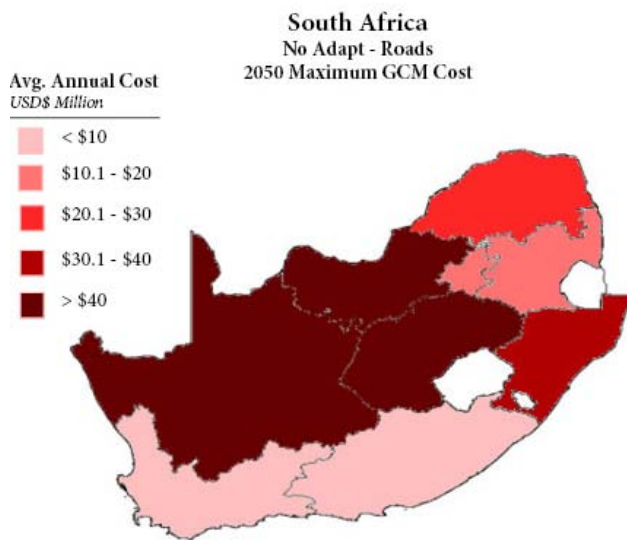 South Africa
No Adapt - Roads
2050 Maximum GCM Cost
Avg. Annual Cost
USD$ Million
< $10
$10.1 - $20
$20.1 - $30
$30.1 - $40
> $40